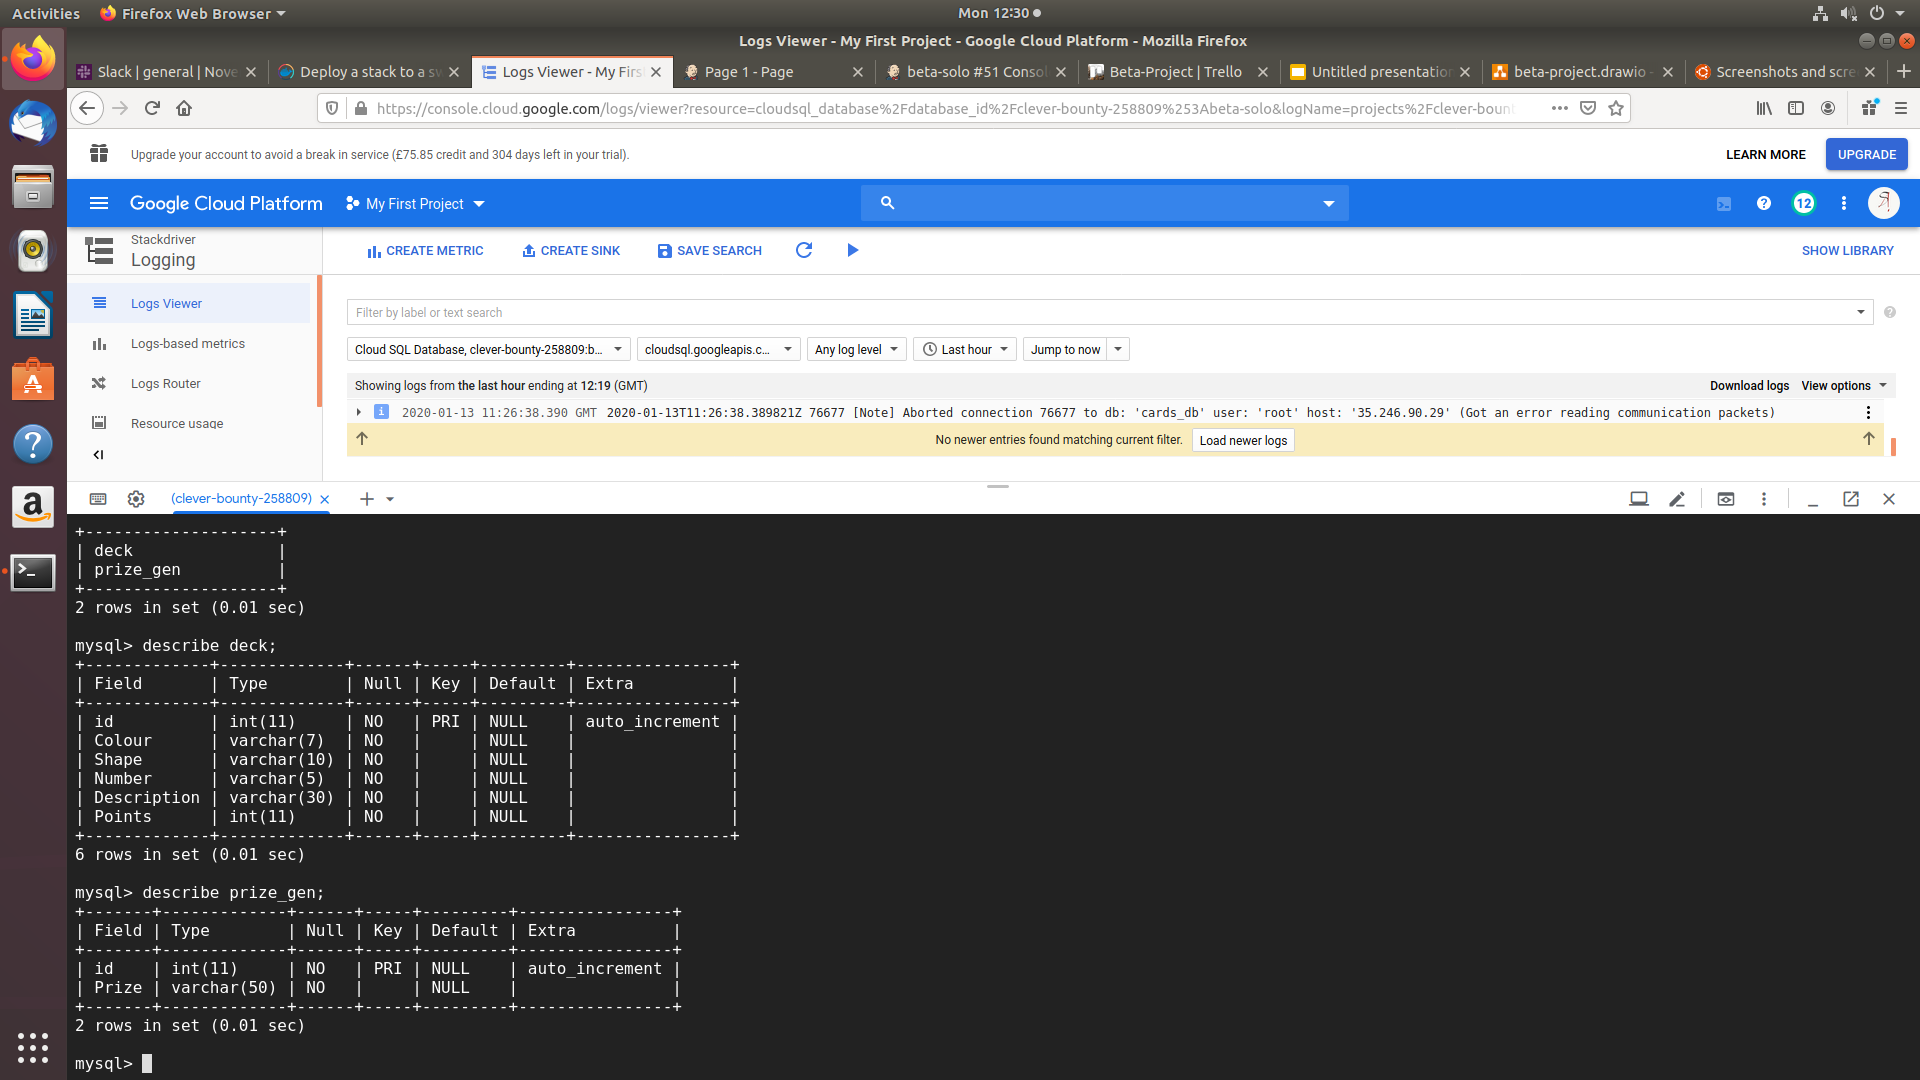 Activities
Firefox Web Browser
Mon 12:30
Logs Viewer - My First Project - Google Cloud Platform - Mozilla Firefox
Slack | general | Nove
Deploy a stack to a sw
Logs Viewer - My Firs
Page 1 - Page
beta-solo #51 Consol
Beta-Project | Trello
Untitled presentation
beta-project.drawio -
Screenshots and scre
https://console.cloud.google.com/logs/viewer?resource=cloudsql_database%2Fdatabase_id%2Fclever-bounty-258809%253Abeta-solo&logName=projects%2Fclever-bount
Upgrade your account to avoid a break in service (£75.85 credit and 304 days left in your trial).
LEARN MORE
UPGRADE
Google Cloud Platform
My First Project
12
Stackdriver
Logging
CREATE METRIC
CREATE SINK
SAVE SEARCH
SHOW LIBRARY
Logs Viewer
Logs-based metrics
Logs Router
Resource usage
Filter by label or text search
Cloud SQL Database, clever-bounty-258809:b...
cloudsql.googleapis.c...
Any log level
Last hour
Jump to now
Showing logs from the last hour ending at 12:19 (GMT)
Download logs
View options
i 2020-01-13 11:26:38.390 GMT 2020-01-13T11:26:38.389821Z 76677 [Note] Aborted connection 76677 to db: 'cards_db' user: 'root' host: '35.246.90.29' (Got an error reading communication packets)
No newer entries found matching current filter.
Load newer logs
(clever-bounty-258809)
+--------------------+
| deck               |
| prize_gen          |
+--------------------+
2 rows in set (0.01 sec)
mysql> describe deck;
+-------------+-------------+------+-----+---------+----------------+
| Field       | Type        | Null | Key | Default | Extra          |
+-------------+-------------+------+-----+---------+----------------+
| id          | int(11)     | NO   | PRI | NULL    | auto_increment |
| Colour      | varchar(7)  | NO   |     | NULL    |                |
| Shape       | varchar(10) | NO   |     | NULL    |                |
| Number      | varchar(5)  | NO   |     | NULL    |                |
| Description | varchar(30) | NO   |     | NULL    |                |
| Points      | int(11)     | NO   |     | NULL    |                |
+-------------+-------------+------+-----+---------+----------------+
6 rows in set (0.01 sec)
mysql> describe prize_gen;
+-------+-------------+------+-----+---------+----------------+
| Field | Type        | Null | Key | Default | Extra          |
+-------+-------------+------+-----+---------+----------------+
| id    | int(11)     | NO   | PRI | NULL    | auto_increment |
| Prize | varchar(50) | NO   |     | NULL    |                |
+-------+-------------+------+-----+---------+----------------+
2 rows in set (0.01 sec)
mysql>